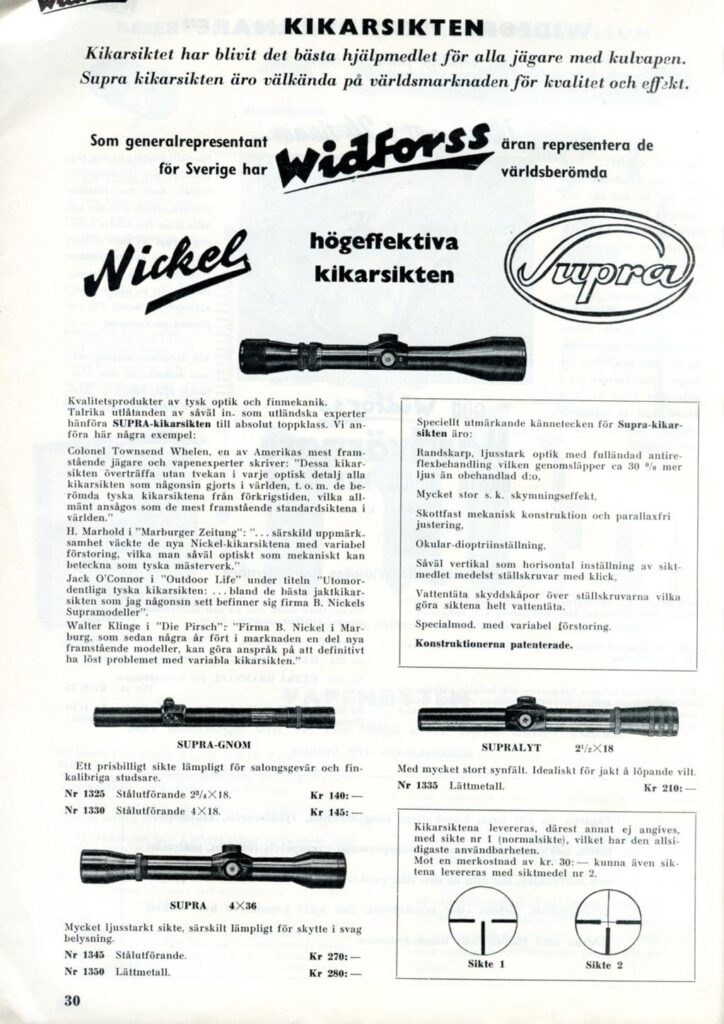 KIKARSIKTEN
Kikarsiktet har blivit det bästa hjälpmedlet för alla jägare med kulvapen.
Supra kikarsikten äro välkända på världsmarknaden för kvalitet och effekt.
Som generalrepresentant
för Sverige har
Widforss
äran representera de
världsberömda
Nickel
högeffektiva
kikarsikten
Supra
Kvalitetsprodukter av tysk optik och finmekanik.
Talrika utlåtanden av såväl in- som utländska experter
hänföra SUPRA-kikarsikten till absolut toppklass. Vi an-
föra här några exempel:
Colonel Townsend Whelen, en av Amerikas mest fram-
stående jägare och vapenexperter skriver: "Dessa kikar-
sikten överträffa utan tvekan i varje optisk detalj alla
kikarsikten som någonsin gjorts i världen, t. o. m. de be-
römda tyska kikarsiktena från förkrigstiden, vilka all-
mänt ansågos som de mest framstående standardsiktena i
världen."
H. Marhold i "Marburger Zeitung": "... särskild uppmärk-
samhet väckte de nya Nickel-kikarsiktena med variabel
förstoring, vilka man såväl optiskt som mekaniskt kan
beteckna som tyska mästerverk."
Jack O'Connor i "Outdoor Life" under titeln "Utomor-
dentliga tyska kikarsikten: ... bland de bästa jaktkikar-
sikten som jag någonsin sett befinner sig firma B. Nickels
Supramodeller".
Walter Klinge i "Die Pirsch": "Firma B. Nickel i Mar-
burg, som sedan några år fört i marknaden en del nya
framstående modeller, kan göra anspråk på att definitivt
ha löst problemet med variabla kikarsikten."
Speciellt utmärkande kännetecken för Supra-kikar-
sikten äro:
Randskarp, ljusstark optik med fulländad antire-
flexbehandling vilken genomsläpper ca 30 % mer
ljus än obehandlad d:o,
Mycket stor s. k. skymningseffekt,
Skottfast mekanisk konstruktion och parallaxfri
justering,
Okular-dioptriinställning,
Såväl vertikal som horisontal inställning av sikt-
medlet medelst ställskruvar med klick,
Vattentäta skyddskåpor över ställskruvarna vilka
göra siktena helt vattentäta.
Specialmod. med variabel förstoring.
Konstruktionerna patenterade.
SUPRA-GNOM
Ett prisbilligt sikte lämpligt för salongsgevär och fin-
kalibriga studsare.
Nr 1325 Stålutförande 2³/₄×18. Kr 140:—
Nr 1330 Stålutförande 4×18. Kr 145:—
SUPRALYT 2¹/₂×18
Med mycket stort synfält. Idealiskt för jakt å löpande vilt.
Nr 1335 Lättmetall. Kr 210:—
SUPRA 4×36
Mycket ljusstarkt sikte, särskilt lämpligt för skytte i svag
belysning.
Nr 1345 Stålutförande. Kr 270:—
Nr 1350 Lättmetall. Kr 280:—
Kikarsiktena levereras, därest annat ej angives,
med sikte nr 1 (normalsikte), vilket har den allsi-
digaste användbarheten.
Mot en merkostnad av kr. 30:— kunna även sik-
tena levereras med siktmedel nr 2.
Sikte 1
Sikte 2
30